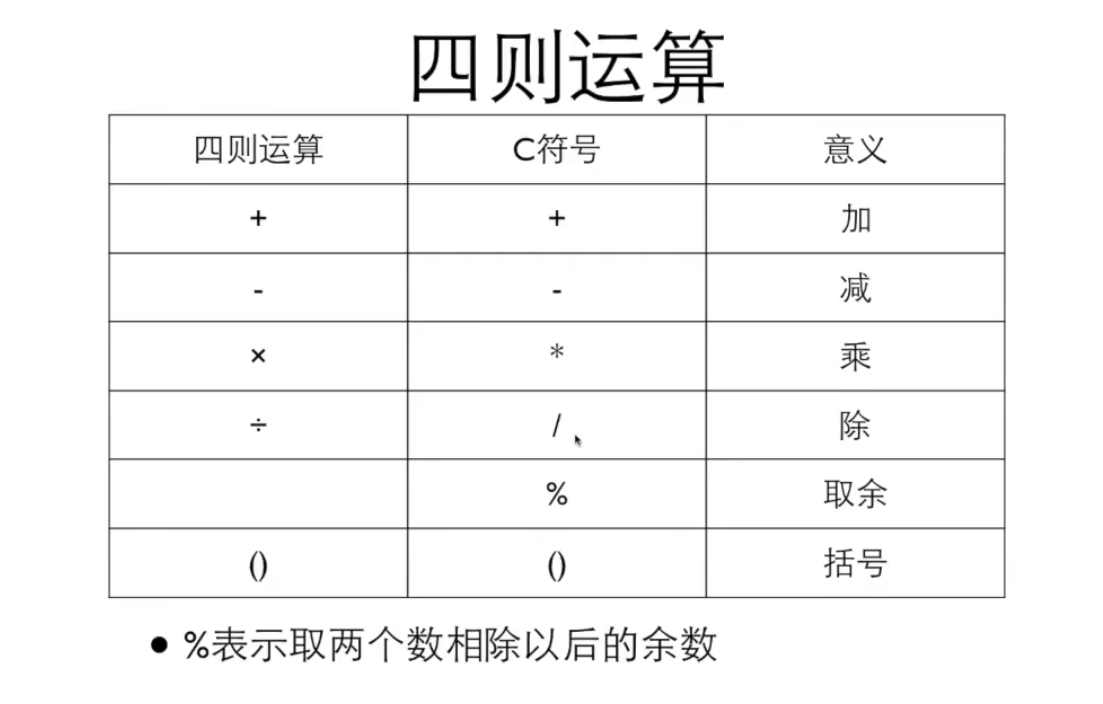 四则运算
四则运算 C符号 意义
+ + 加
- - 减
× * 乘
÷ / 除
% 取余
() () 括号
● %表示取两个数相除以后的余数